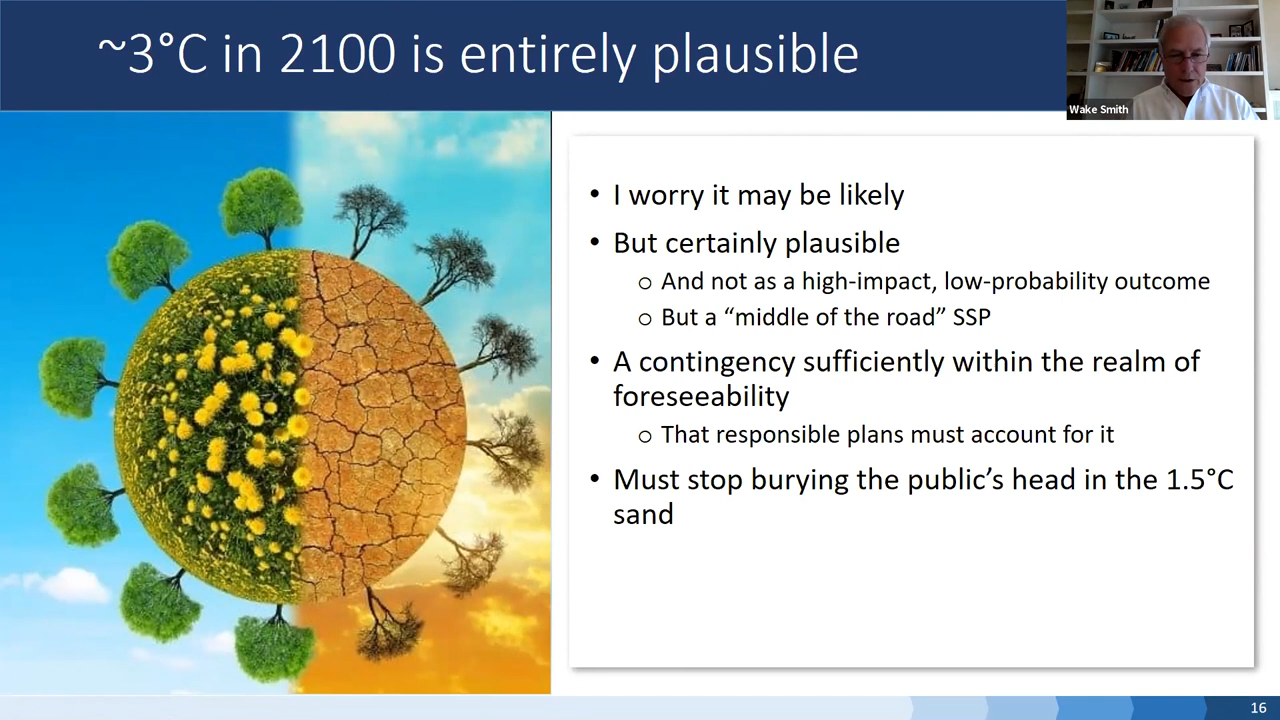 ~3°C in 2100 is entirely plausible
Wake Smith
• I worry it may be likely
• But certainly plausible
o And not as a high-impact, low-probability outcome
o But a “middle of the road” SSP
• A contingency sufficiently within the realm of
foreseeability
o That responsible plans must account for it
• Must stop burying the public’s head in the 1.5°C
sand
16